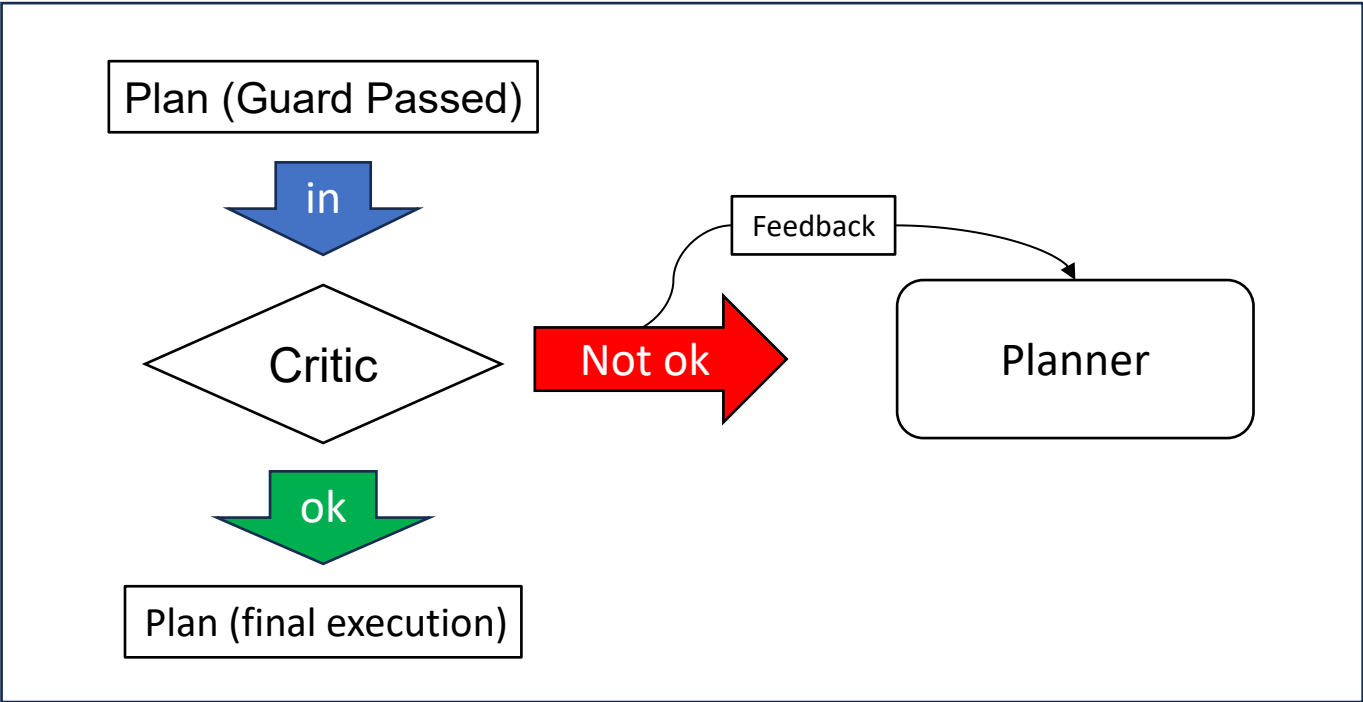 Plan (Guard Passed)
in
Feedback
Critic
Not ok
Planner
ok
Plan (final execution)